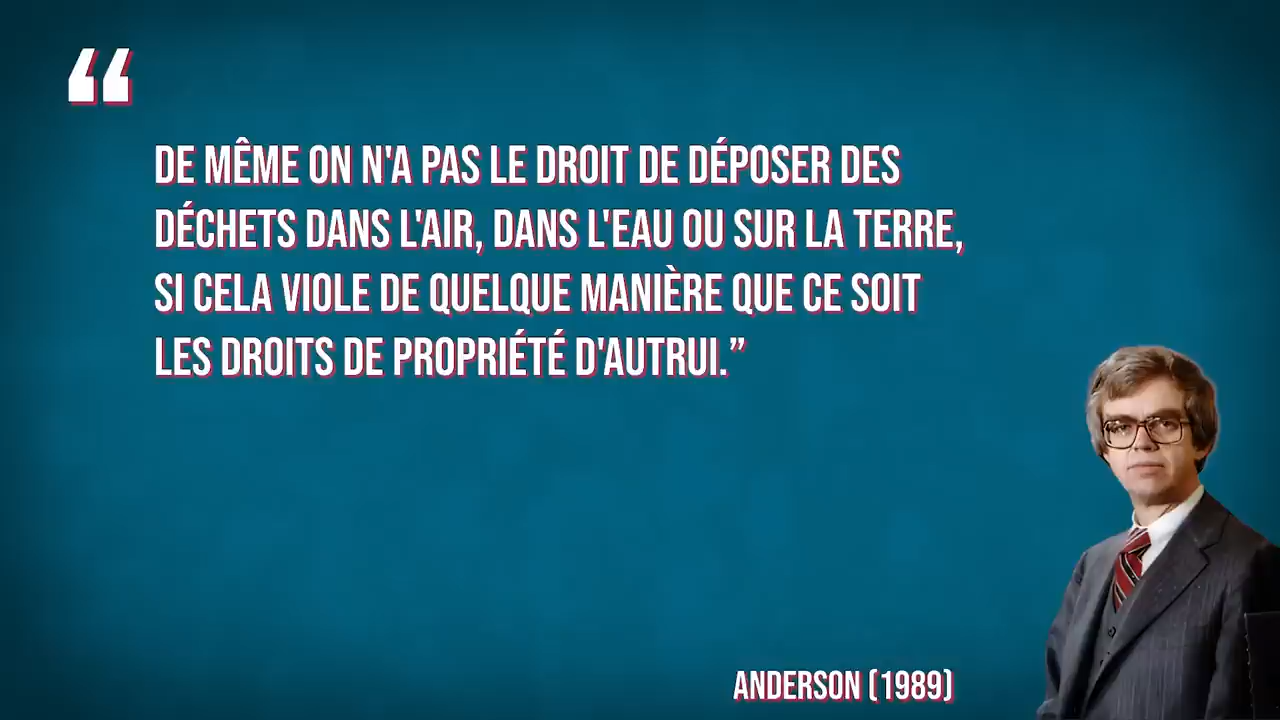 “
DE MÊME ON N'A PAS LE DROIT DE DÉPOSER DES
DÉCHETS DANS L'AIR, DANS L'EAU OU SUR LA TERRE,
SI CELA VIOLE DE QUELQUE MANIÈRE QUE CE SOIT
LES DROITS DE PROPRIÉTÉ D'AUTRUI.”
ANDERSON (1989)